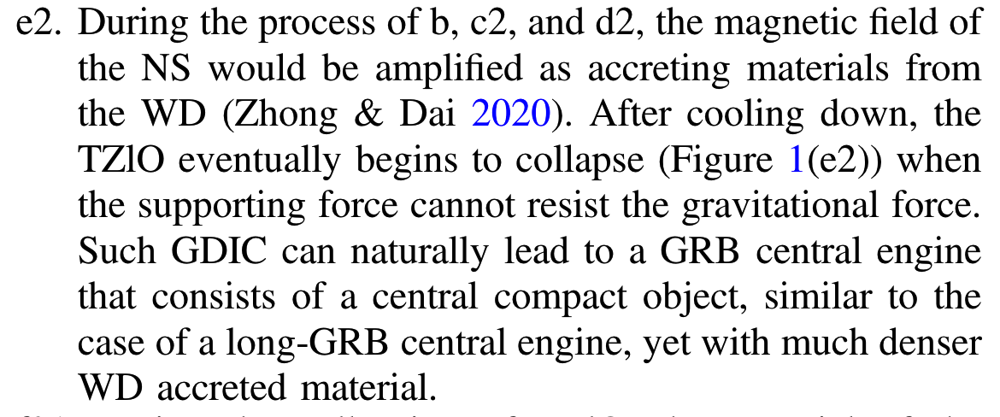 e2. During the process of b, c2, and d2, the magnetic field of
the NS would be amplified as accreting materials from
the WD (Zhong & Dai 2020). After cooling down, the
TZlO eventually begins to collapse (Figure 1(e2)) when
the supporting force cannot resist the gravitational force.
Such GDIC can naturally lead to a GRB central engine
that consists of a central compact object, similar to the
case of a long-GRB central engine, yet with much denser
WD accreted material.